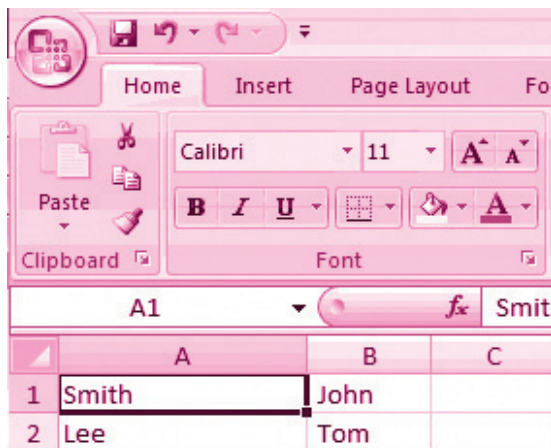 Home Insert Page Layout Fo
Calibri 11 A A
Paste B I U A
Clipboard Font
A1 fx Smit
A B C
1 Smith John
2 Lee Tom